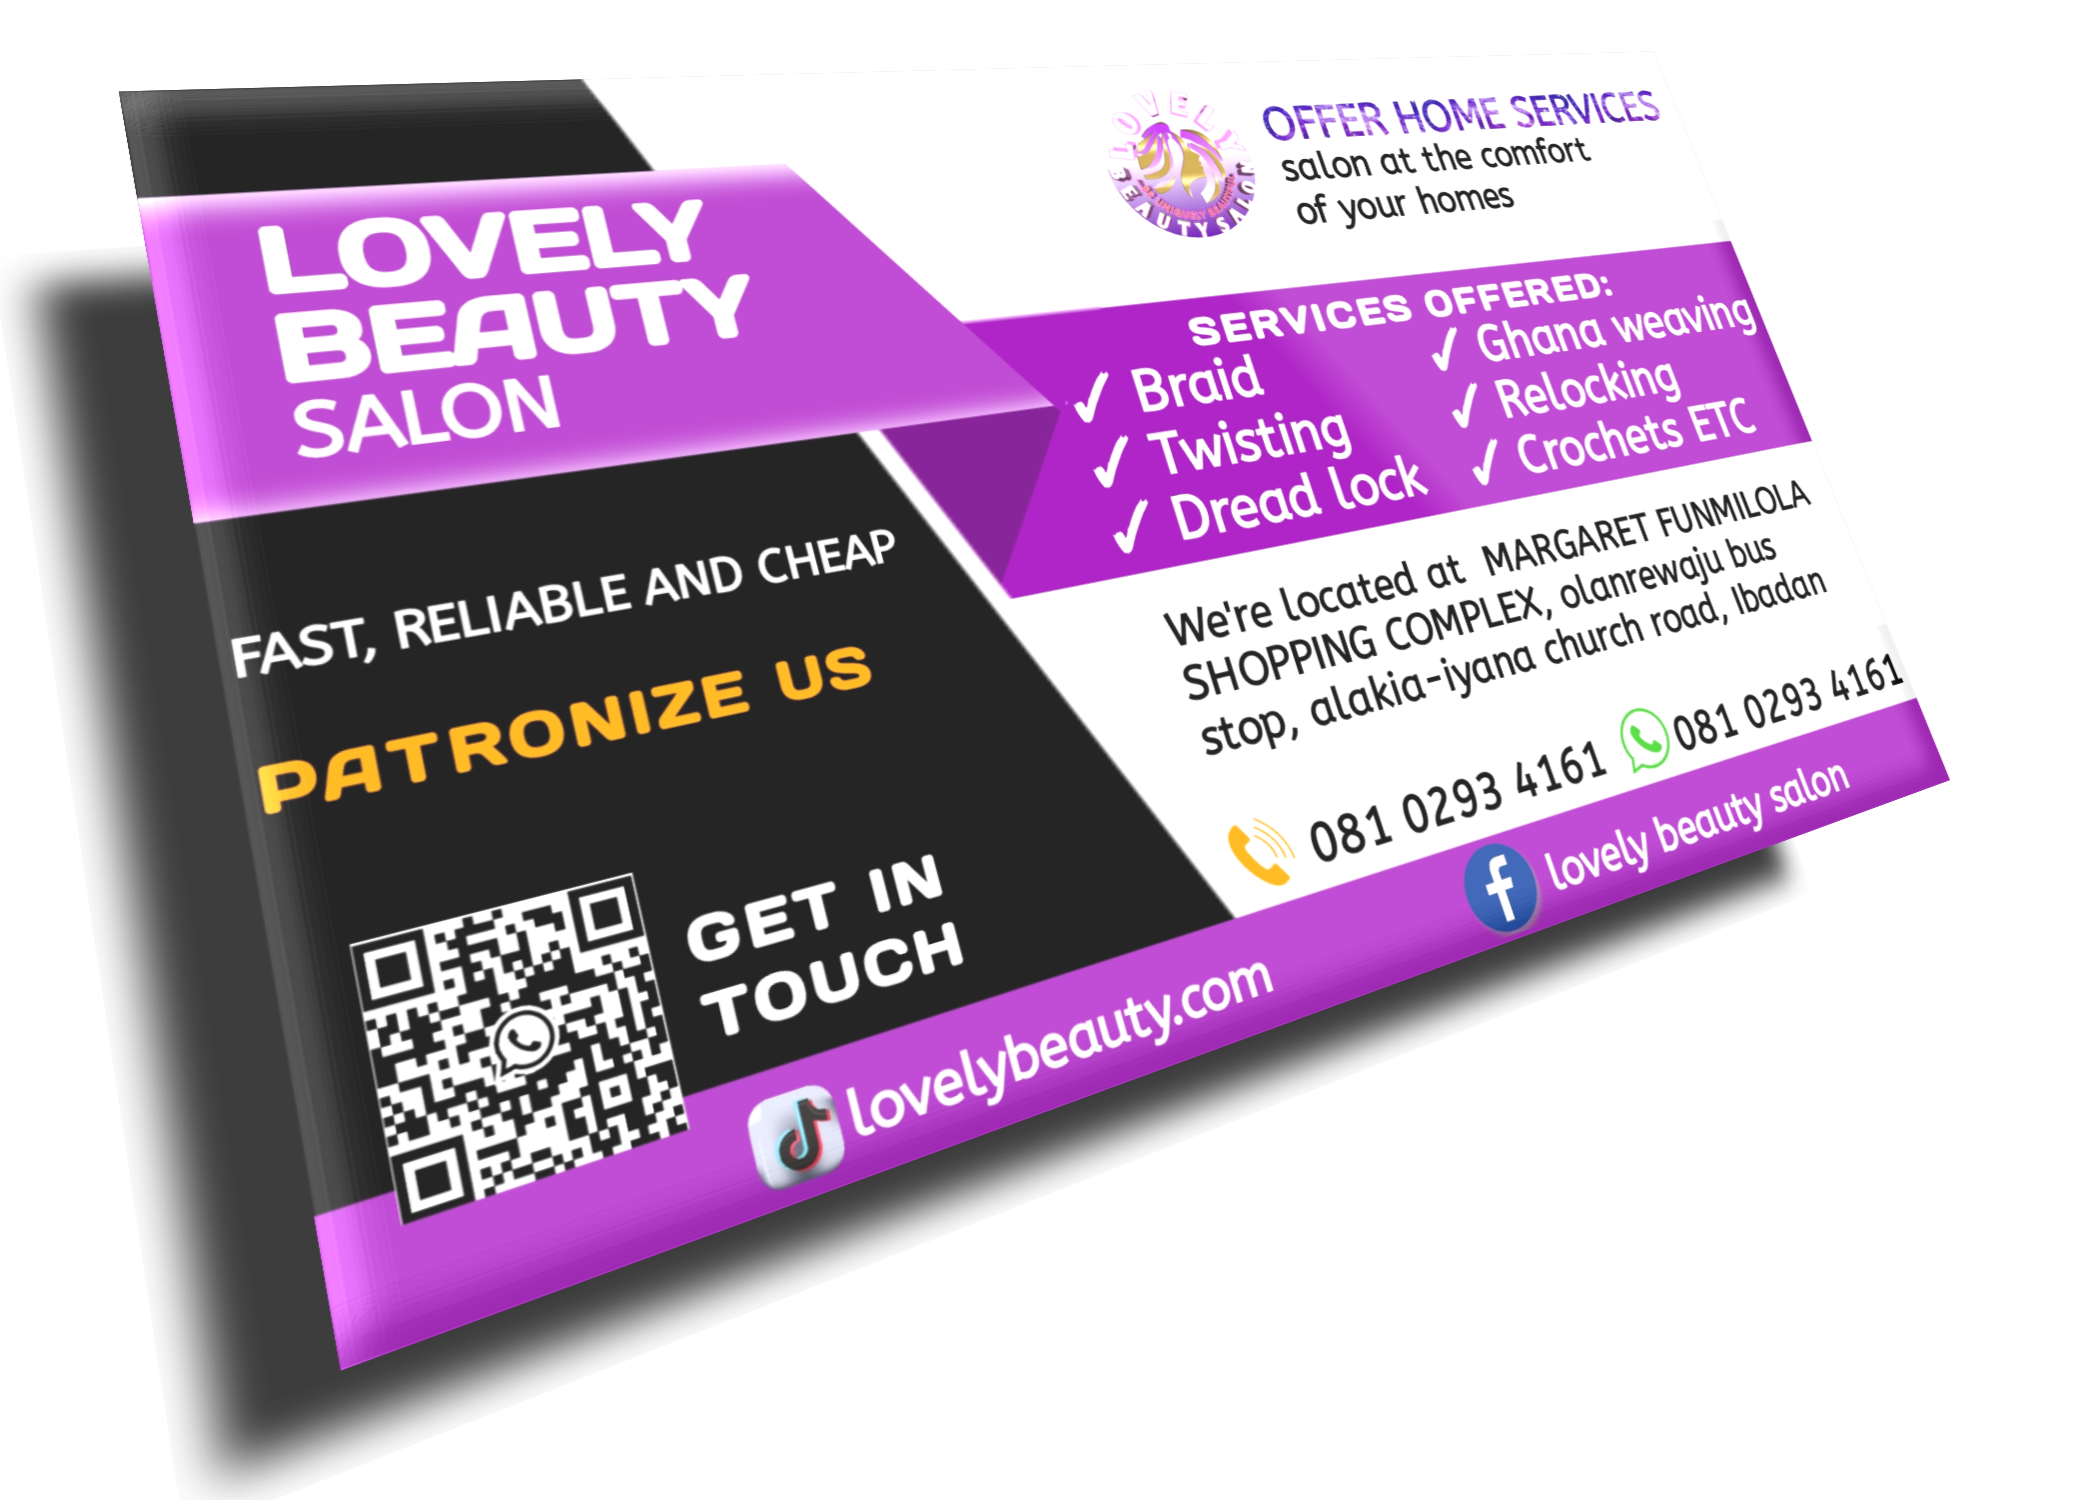 LOVELY
BEAUTY
SALON
FAST, RELIABLE AND CHEAP
PATRONIZE US
GET IN
TOUCH
LOVELY BEAUTY SALON
OFFER HOME SERVICES
salon at the comfort
of your homes
SERVICES OFFERED:
✓ Braid
✓ Twisting
✓ Dread lock
✓ Ghana weaving
✓ Relocking
✓ Crochets ETC
We're located at MARGARET FUNMILOLA
SHOPPING COMPLEX, olanrewaju bus
stop, alakia-iyana church road, Ibadan
081 0293 4161
081 0293 4161
lovelybeauty.com
lovely beauty salon